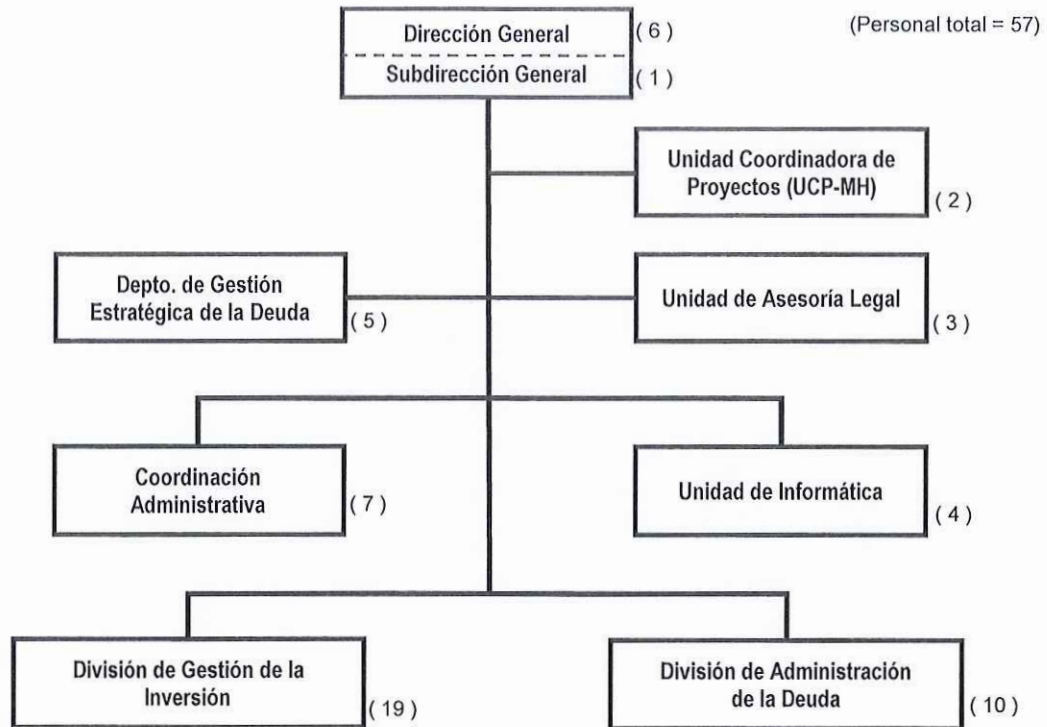 Dirección General
( 6 )
(Personal total = 57)
Subdirección General
( 1 )
Unidad Coordinadora de
Proyectos (UCP-MH)
( 2 )
Depto. de Gestión
Estratégica de la Deuda
( 5 )
Unidad de Asesoría Legal
( 3 )
Coordinación
Administrativa
( 7 )
Unidad de Informática
( 4 )
División de Gestión de la
Inversión
( 19 )
División de Administración
de la Deuda
( 10 )